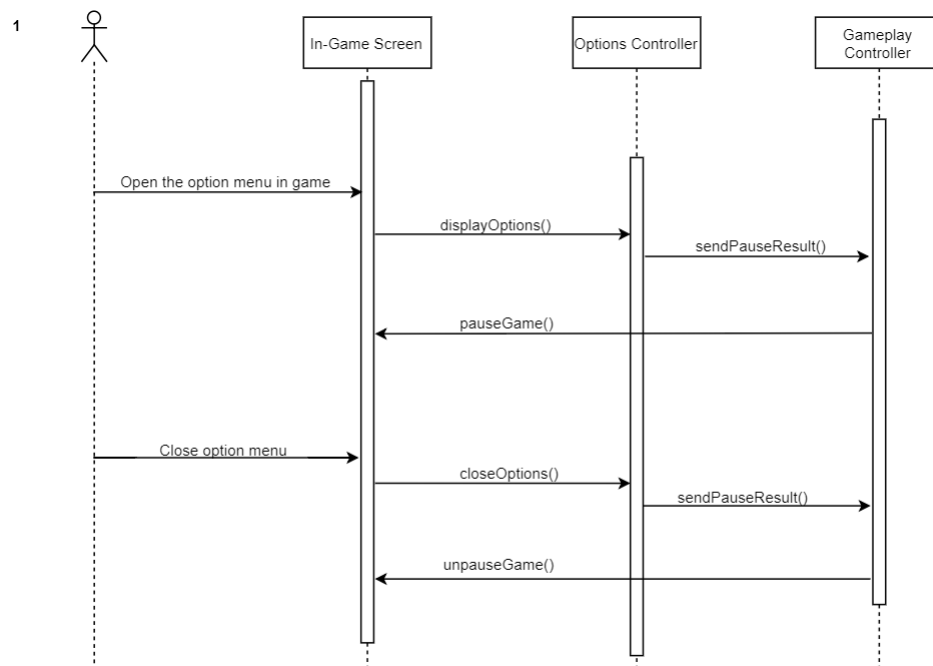 1
In-Game Screen
Options Controller
Gameplay
Controller
Open the option menu in game
displayOptions()
sendPauseResult()
pauseGame()
Close option menu
closeOptions()
sendPauseResult()
unpauseGame()